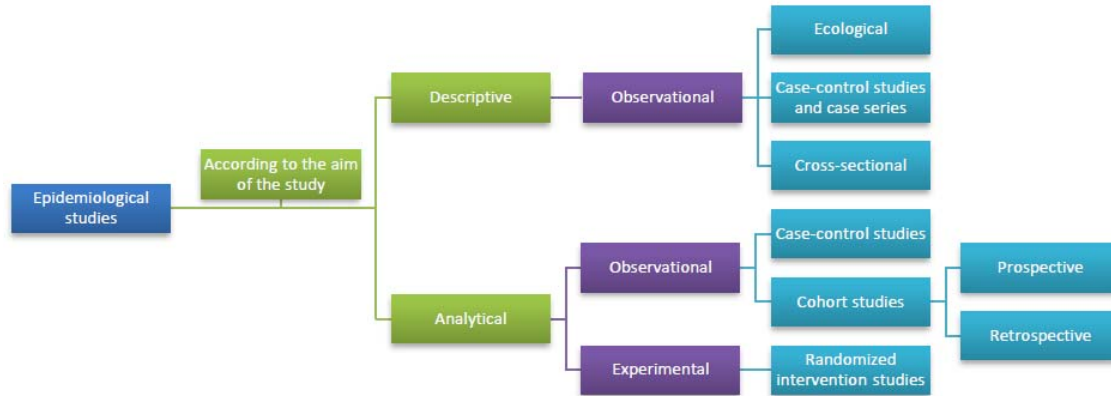 Epidemiological
studies
According to the aim
of the study
Descriptive
Observational
Ecological
Case-control studies
and case series
Cross-sectional
Analytical
Observational
Case-control studies
Cohort studies
Prospective
Retrospective
Experimental
Randomized
intervention studies